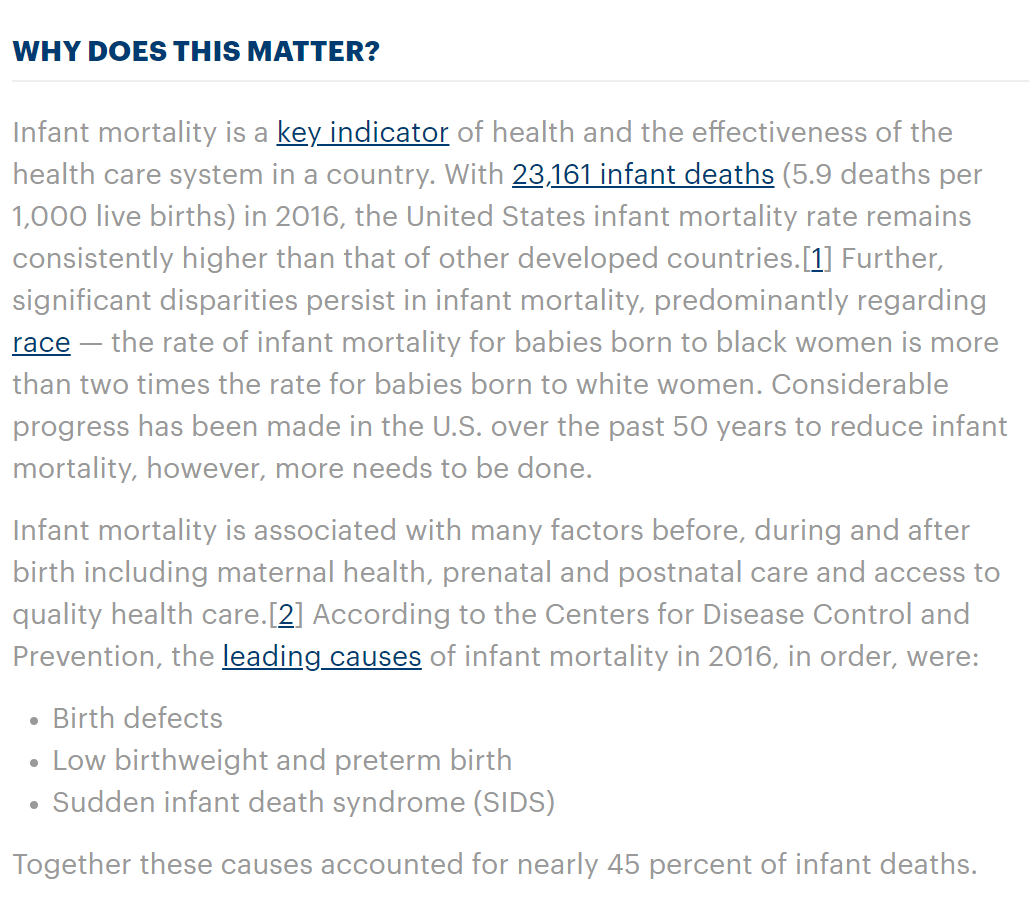 WHY DOES THIS MATTER?
Infant mortality is a key indicator of health and the effectiveness of the
health care system in a country. With 23,161 infant deaths (5.9 deaths per
1,000 live births) in 2016, the United States infant mortality rate remains
consistently higher than that of other developed countries.[1] Further,
significant disparities persist in infant mortality, predominantly regarding
race — the rate of infant mortality for babies born to black women is more
than two times the rate for babies born to white women. Considerable
progress has been made in the U.S. over the past 50 years to reduce infant
mortality, however, more needs to be done.
Infant mortality is associated with many factors before, during and after
birth including maternal health, prenatal and postnatal care and access to
quality health care.[2] According to the Centers for Disease Control and
Prevention, the leading causes of infant mortality in 2016, in order, were:
• Birth defects
• Low birthweight and preterm birth
• Sudden infant death syndrome (SIDS)
Together these causes accounted for nearly 45 percent of infant deaths.